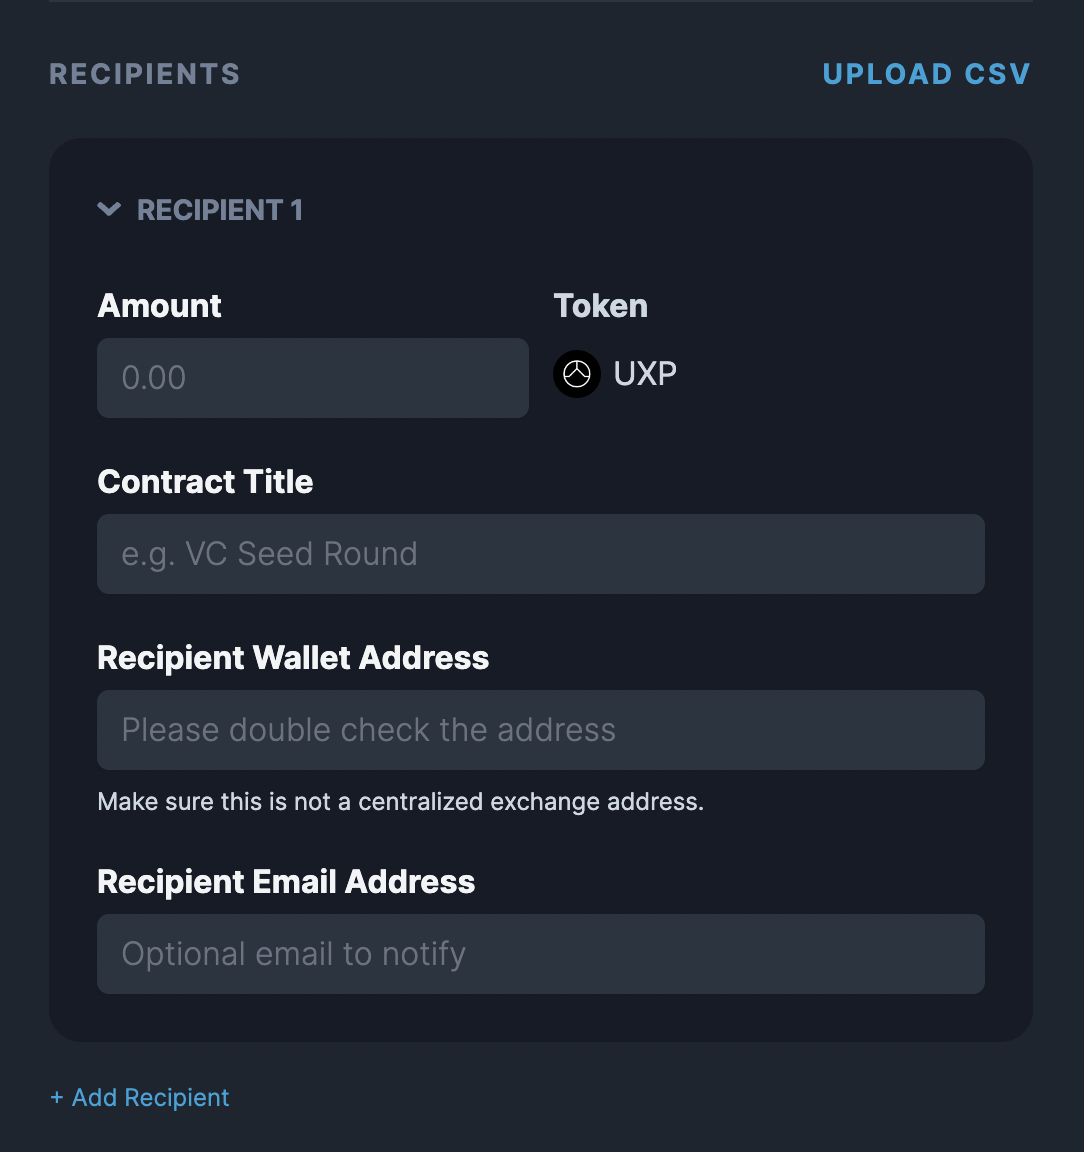 RECIPIENTS
UPLOAD CSV
RECIPIENT 1
Amount
Token
0.00
UXP
Contract Title
e.g. VC Seed Round
Recipient Wallet Address
Please double check the address
Make sure this is not a centralized exchange address.
Recipient Email Address
Optional email to notify
+ Add Recipient